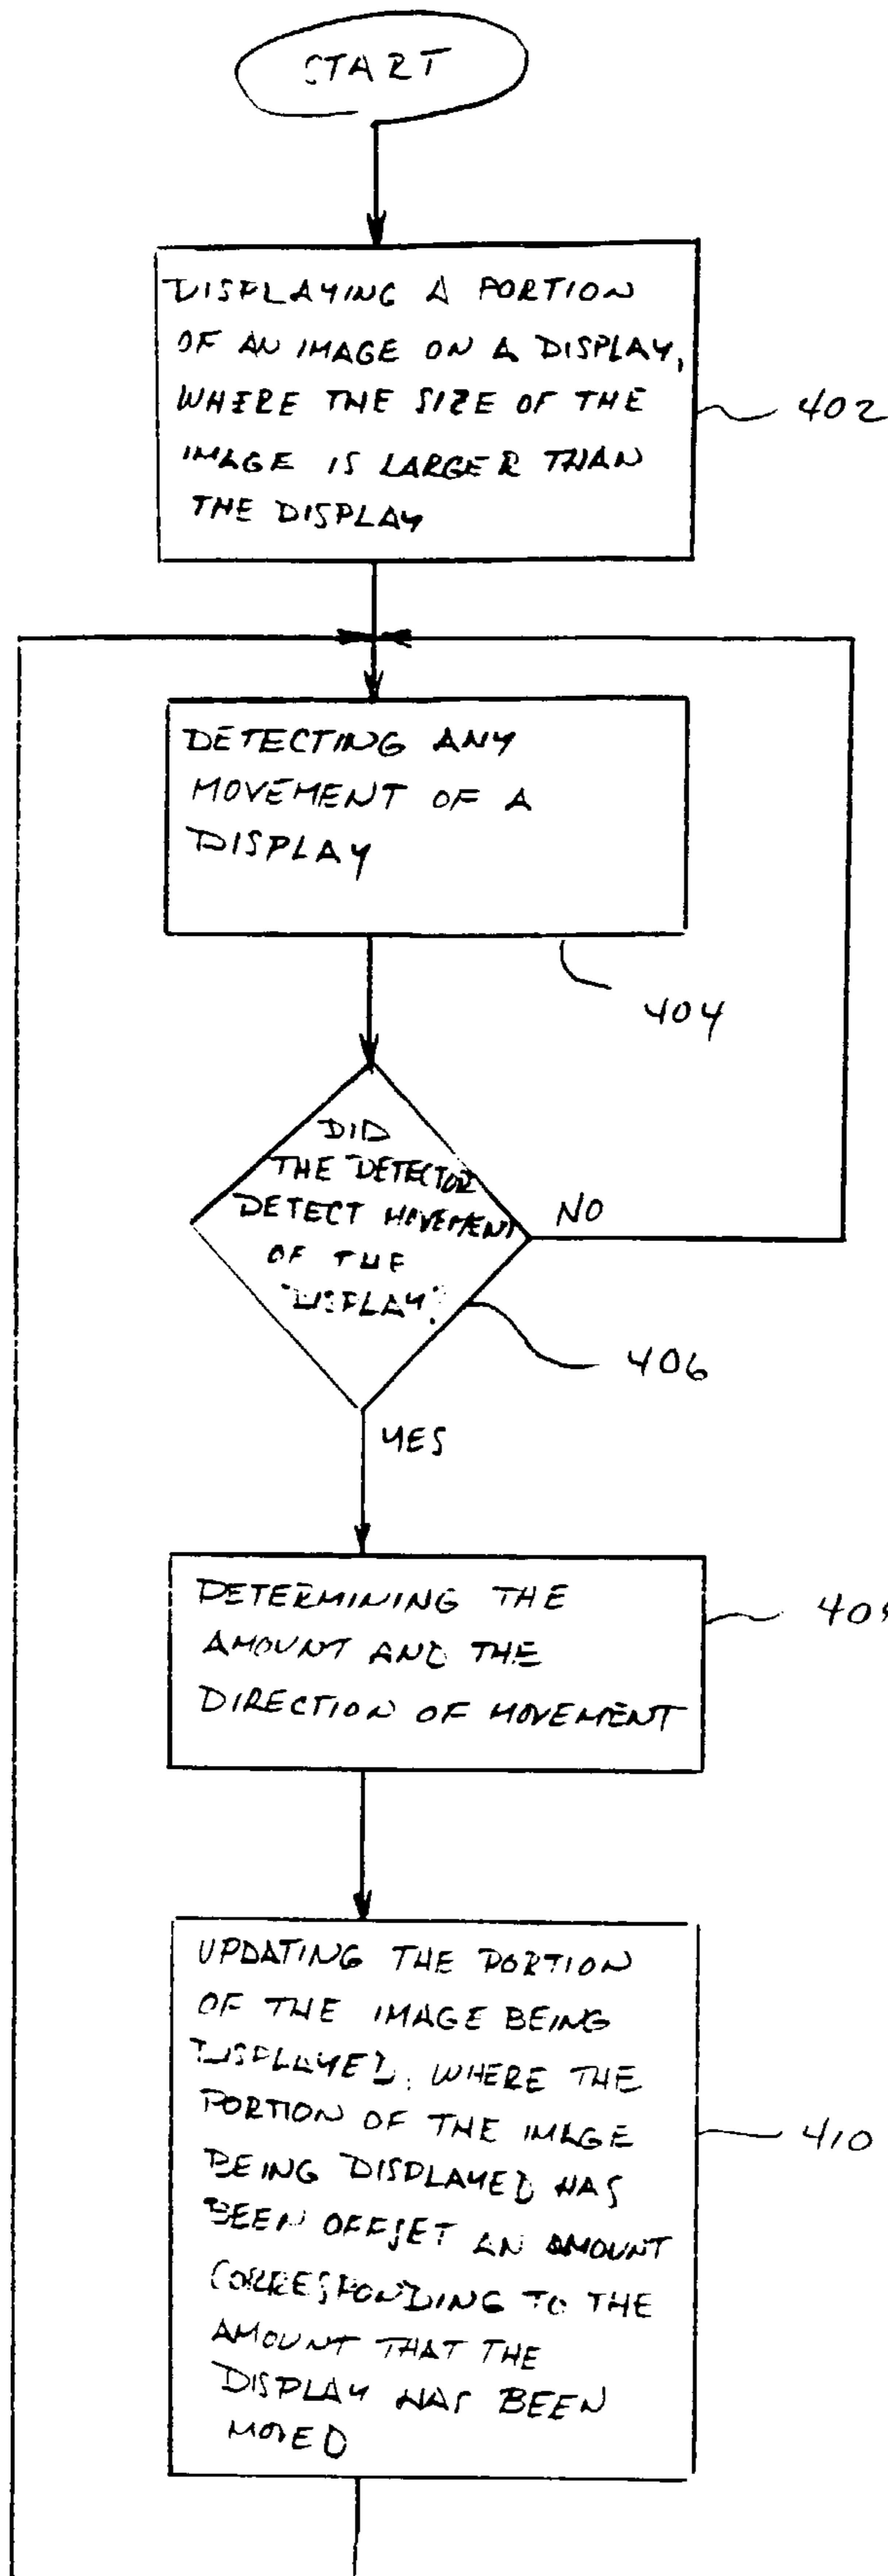 START
DISPLAYING A PORTION
OF AN IMAGE ON A DISPLAY,
WHERE THE SIZE OF THE
IMAGE IS LARGER THAN
THE DISPLAY
402
DETECTING ANY
MOVEMENT OF A
DISPLAY
404
DID
THE DETECTOR
DETECT MOVEMENT
OF THE
DISPLAY?
NO
406
YES
DETERMINING THE
AMOUNT AND THE
DIRECTION OF MOVEMENT
UPDATING THE PORTION
OF THE IMAGE BEING
DISPLAYED, WHERE THE
PORTION OF THE IMAGE
BEING DISPLAYED HAS
BEEN OFFSET AN AMOUNT
CORRESPONDING TO THE
AMOUNT THAT THE
DISPLAY HAS BEEN
MOVED
410